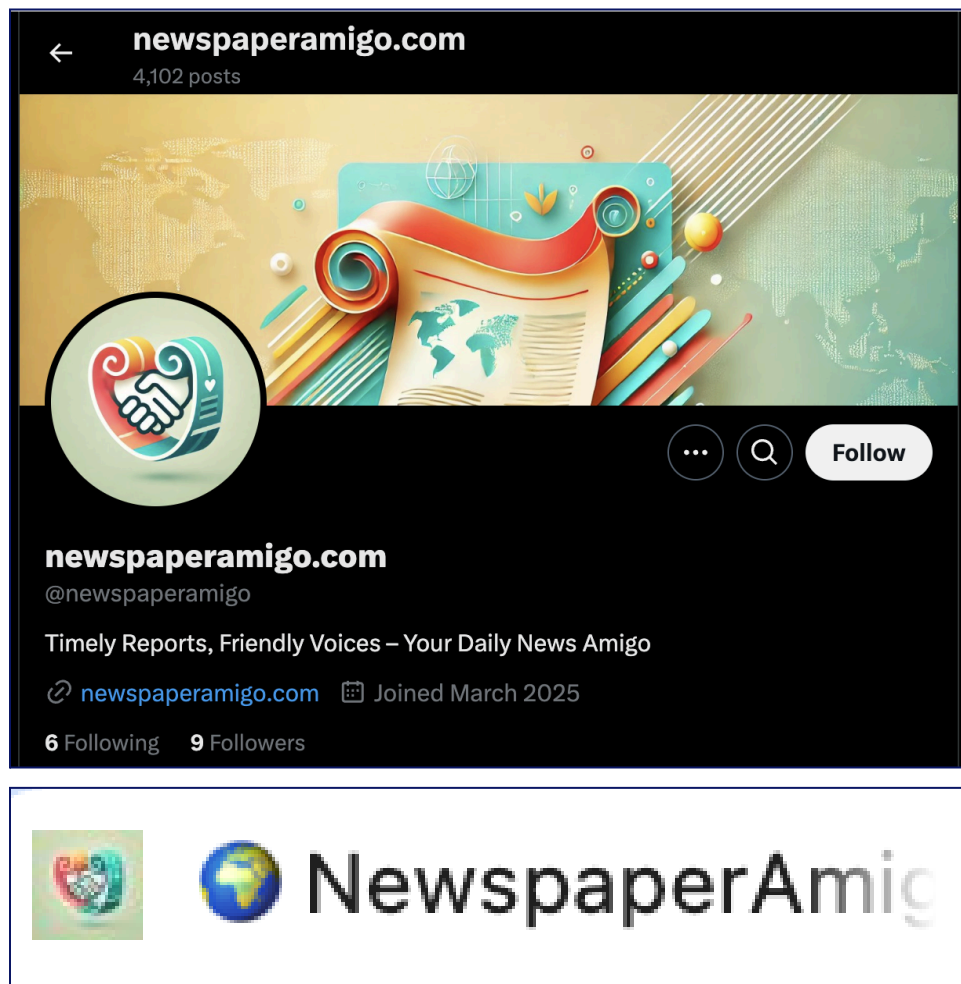 newspaperamigo.com
4,102 posts
Follow
newspaperamigo.com
@newspaperamigo
Timely Reports, Friendly Voices – Your Daily News Amigo
newspaperamigo.com Joined March 2025
6 Following 9 Followers
NewspaperAmig